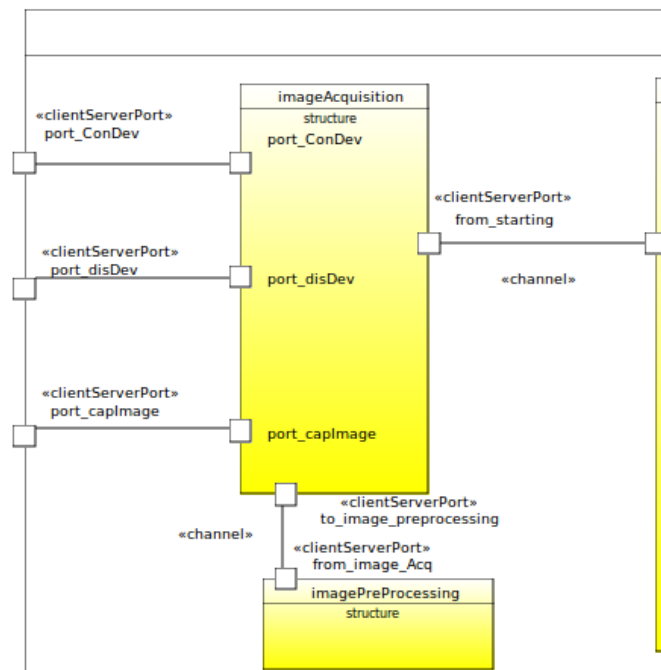 imageAcquisition
structure
«clientServerPort»
port_ConDev
port_ConDev
«clientServerPort»
from_starting
«clientServerPort»
port_disDev
port_disDev
«channel»
«clientServerPort»
port_capImage
port_capImage
«clientServerPort»
to_image_preprocessing
«channel»
«clientServerPort»
from_image_Acq
imagePreProcessing
structure